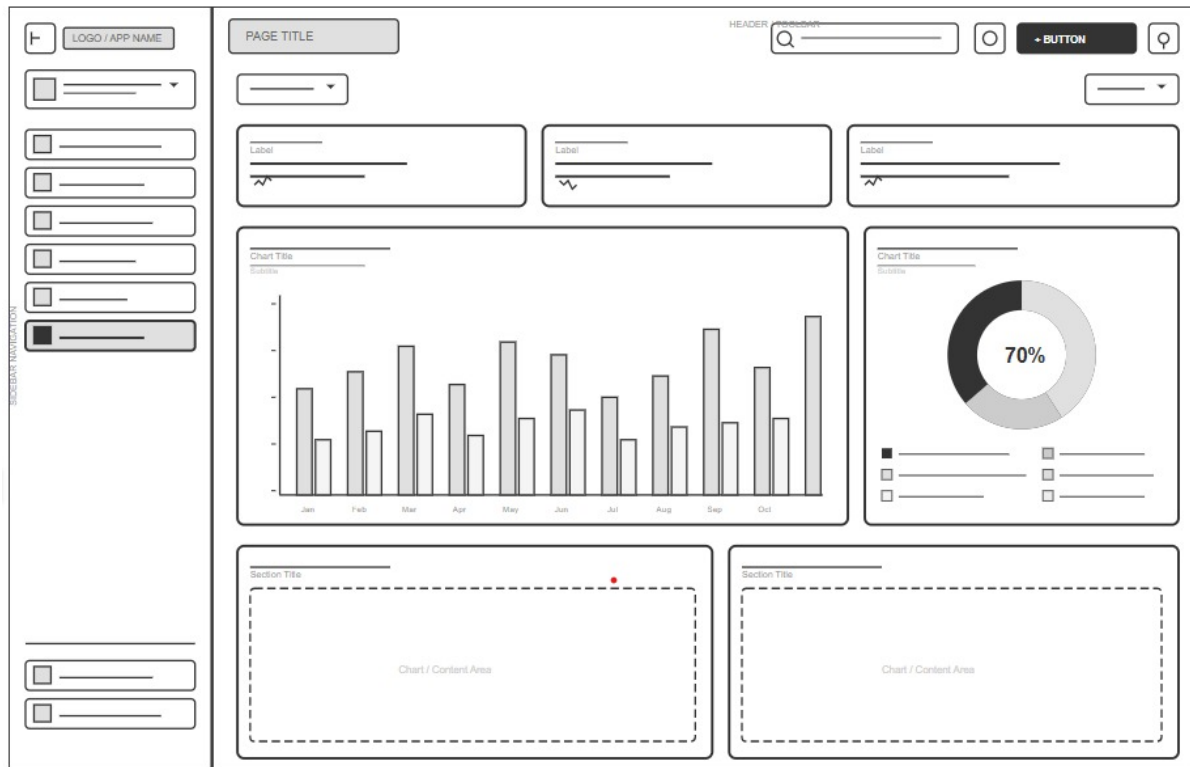 LOGO / APP NAME
SIDEBAR NAVIGATION
PAGE TITLE
HEADER / TOOLBAR
+ BUTTON
Label
Label
Label
Chart Title
Subtitle
Jan Feb Mar Apr May Jun Jul Aug Sep Oct
Chart Title
Subtitle
70%
Section Title
Chart / Content Area
Section Title
Chart / Content Area